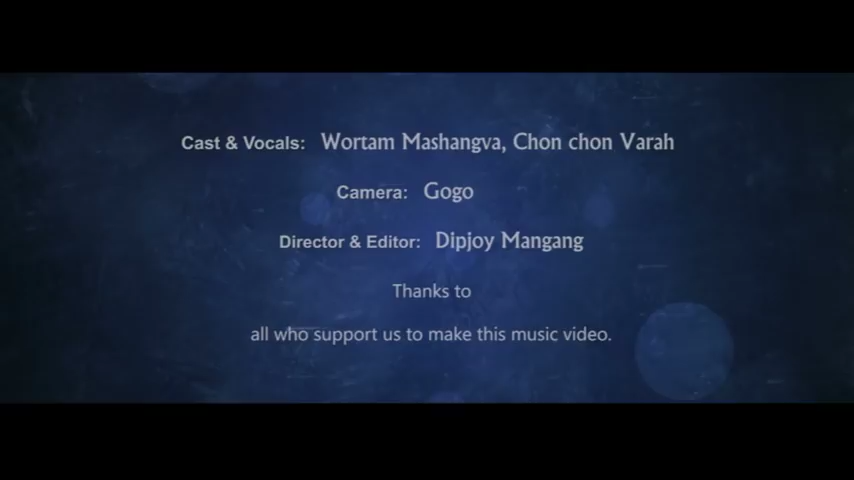 Cast & Vocals: Wortam Mashangva, Chon chon Varah
Camera: Gogo
Director & Editor: Dipjoy Mangang
Thanks to
all who support us to make this music video.